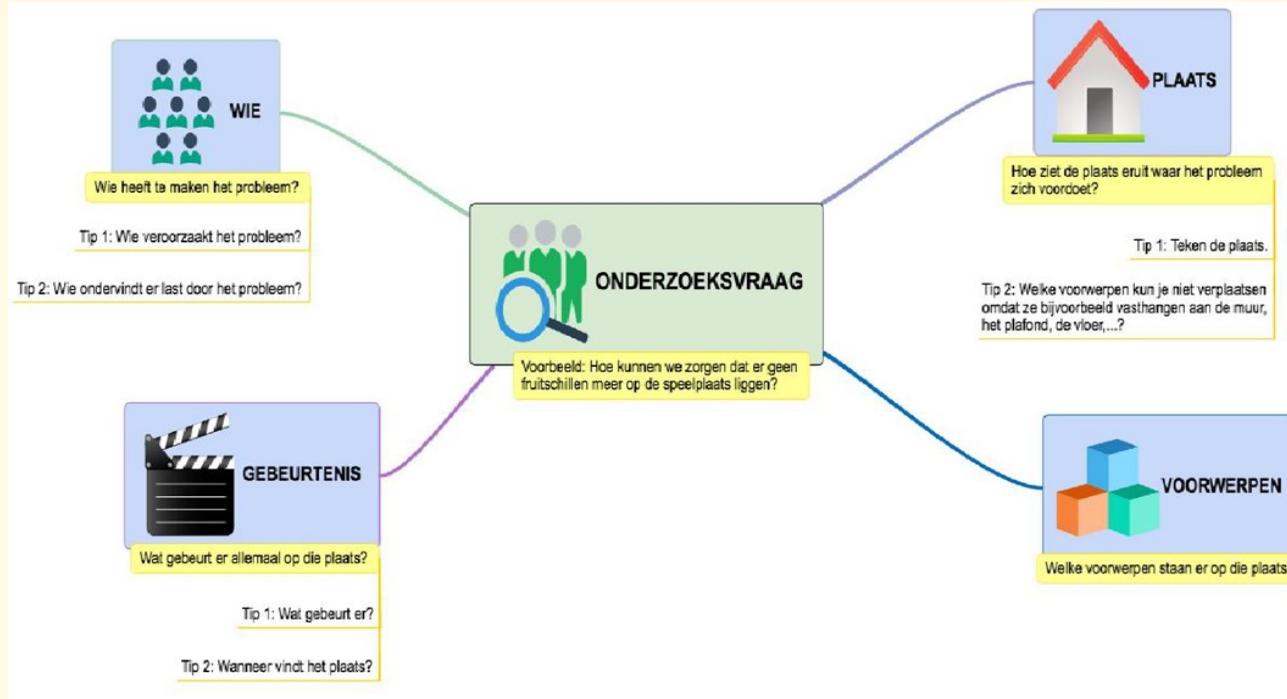 WIE
Wie heeft te maken het probleem?
Tip 1: Wie veroorzaakt het probleem?
Tip 2: Wie ondervindt er last door het probleem?
PLAATS
Hoe ziet de plaats eruit waar het probleem
zich voordoet?
Tip 1: Teken de plaats.
Tip 2: Welke voorwerpen kun je niet verplaatsen
omdat ze bijvoorbeeld vasthangen aan de muur,
het plafond, de vloer,...?
ONDERZOEKSVRAAG
Voorbeeld: Hoe kunnen we zorgen dat er geen
fruitschillen meer op de speelplaats liggen?
GEBEURTENIS
Wat gebeurt er allemaal op die plaats?
Tip 1: Wat gebeurt er?
Tip 2: Wanneer vindt het plaats?
VOORWERPEN
Welke voorwerpen staan er op die plaats